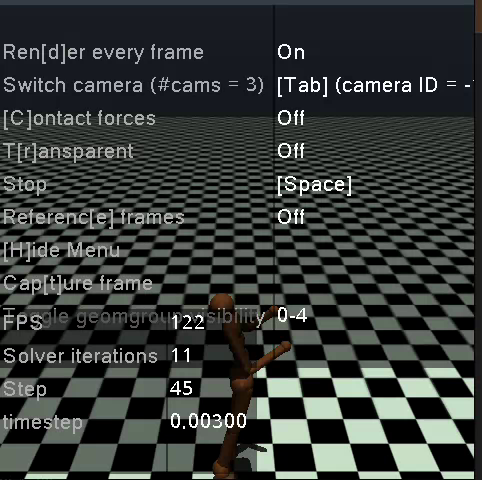 Ren[d]er every frame On
Switch camera (#cams = 3) [Tab] (camera ID = -
[C]ontact forces Off
T[r]ansparent Off
Stop [Space]
Referenc[e] frames Off
[H]ide Menu
Cap[t]ure frame
Toggle geomgroup visibility 0-4
FPS 122
Solver iterations 11
Step 45
timestep 0.00300